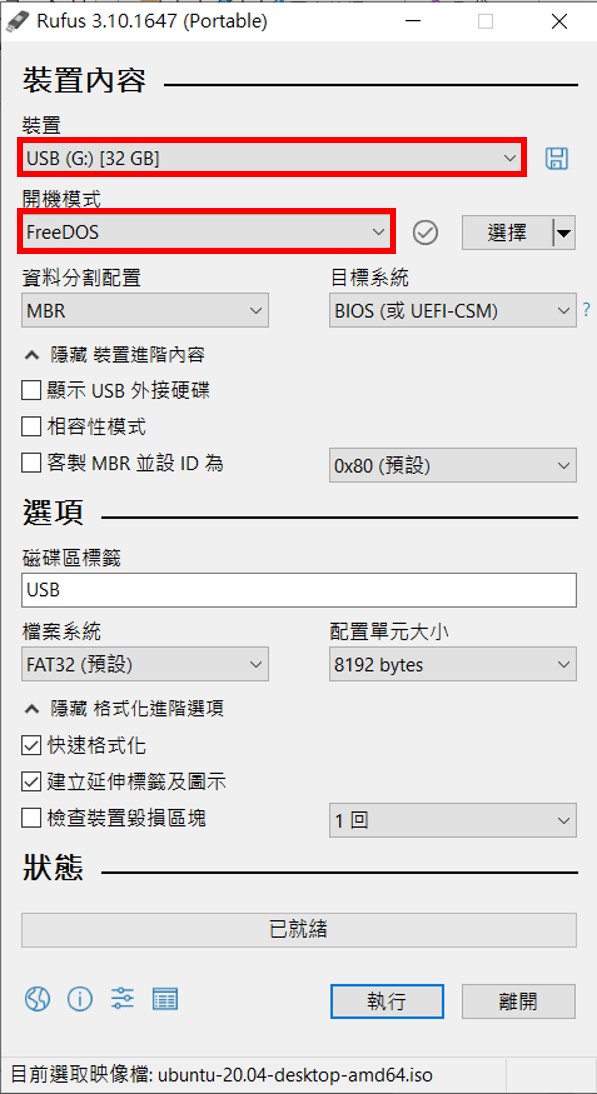 Rufus 3.10.1647 (Portable)
裝置內容
裝置
USB (G:) [32 GB]
開機模式
FreeDOS
選擇
資料分割配置
目標系統
MBR
BIOS (或 UEFI-CSM)
?
隱藏 裝置進階內容
顯示 USB 外接硬碟
相容性模式
客製 MBR 並設 ID 為
0x80 (預設)
選項
磁碟區標籤
USB
檔案系統
配置單元大小
FAT32 (預設)
8192 bytes
隱藏 格式化進階選項
快速格式化
建立延伸標籤及圖示
檢查裝置毀損區塊
1 回
狀態
已就緒
執行
離開
目前選取映像檔: ubuntu-20.04-desktop-amd64.iso